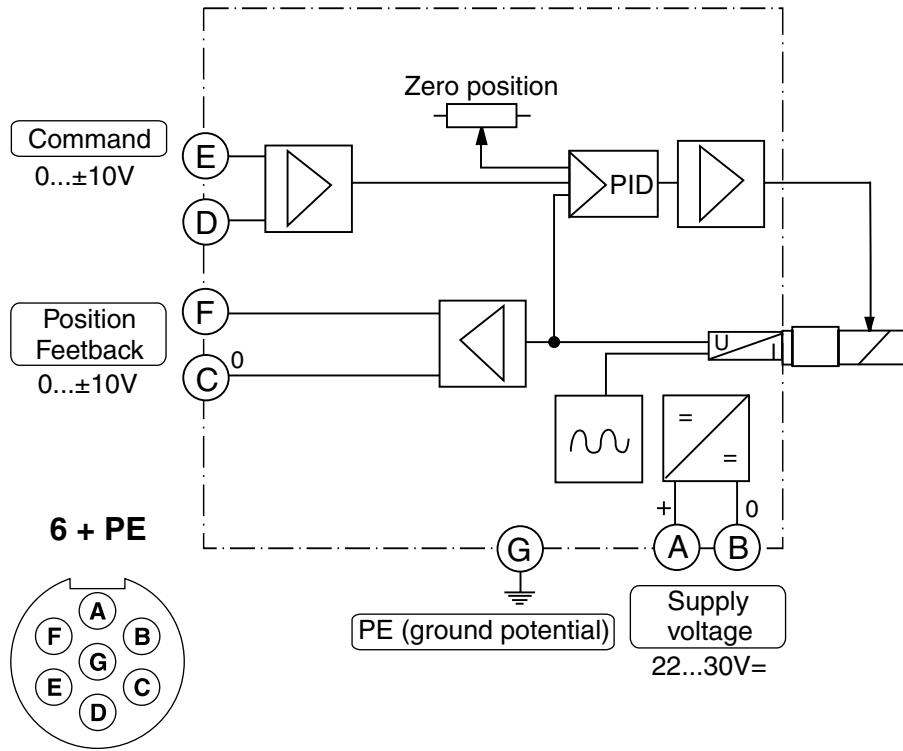 Zero position
Command
0...±10V
E
D
PID
Position
Feetback
0...±10V
F
C
0
U
I
=
=
+
0
G
A
B
PE (ground potential)
Supply
voltage
22...30V=
6 + PE
A
F
B
G
E
C
D